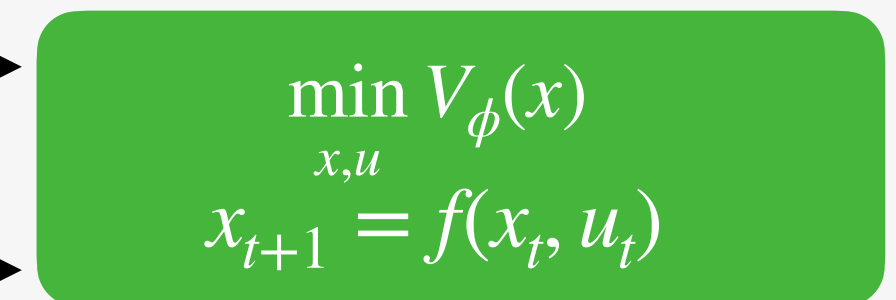 min V_ϕ(x)
x,u
x_{t+1} = f(x_t, u_t)